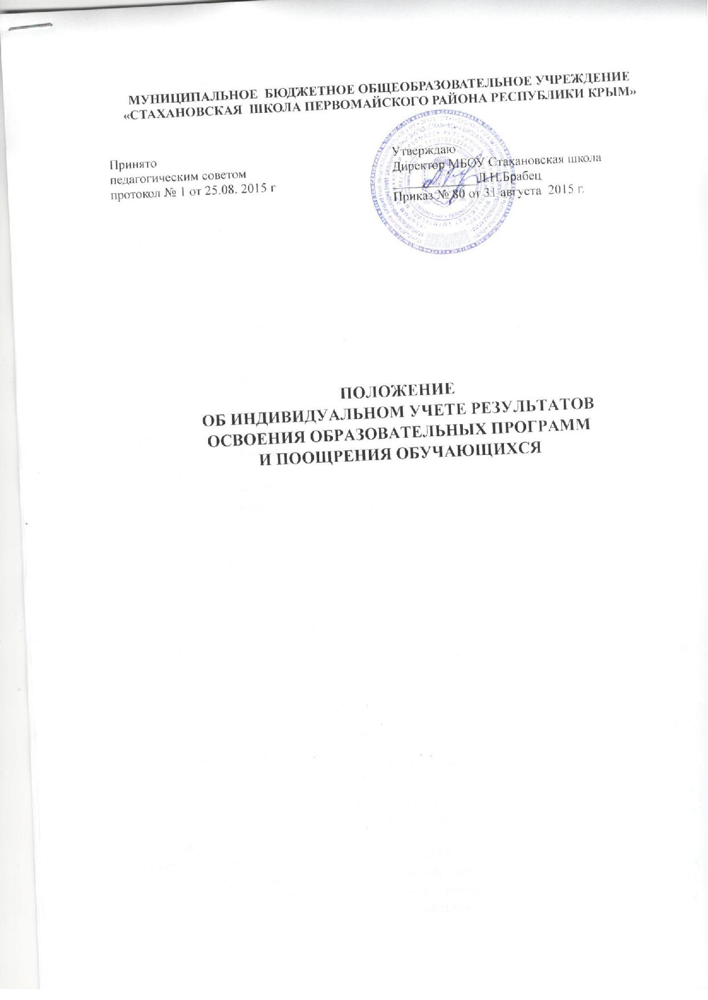 МУНИЦИПАЛЬНОЕ БЮДЖЕТНОЕ ОБЩЕОБРАЗОВАТЕЛЬНОЕ УЧРЕЖДЕНИЕ
«СТАХАНОВСКАЯ ШКОЛА ПЕРВОМАЙСКОГО РАЙОНА РЕСПУБЛИКИ КРЫМ»
Принято
педагогическим советом
протокол № 1 от 25.08. 2015 г
Утверждаю
Директор МБОУ Стахановская школа
____________Л.Н.Брабец
Приказ № 80 от 31 августа 2015 г.
ПОЛОЖЕНИЕ
ОБ ИНДИВИДУАЛЬНОМ УЧЕТЕ РЕЗУЛЬТАТОВ
ОСВОЕНИЯ ОБРАЗОВАТЕЛЬНЫХ ПРОГРАММ
И ПООЩРЕНИЯ ОБУЧАЮЩИХСЯ